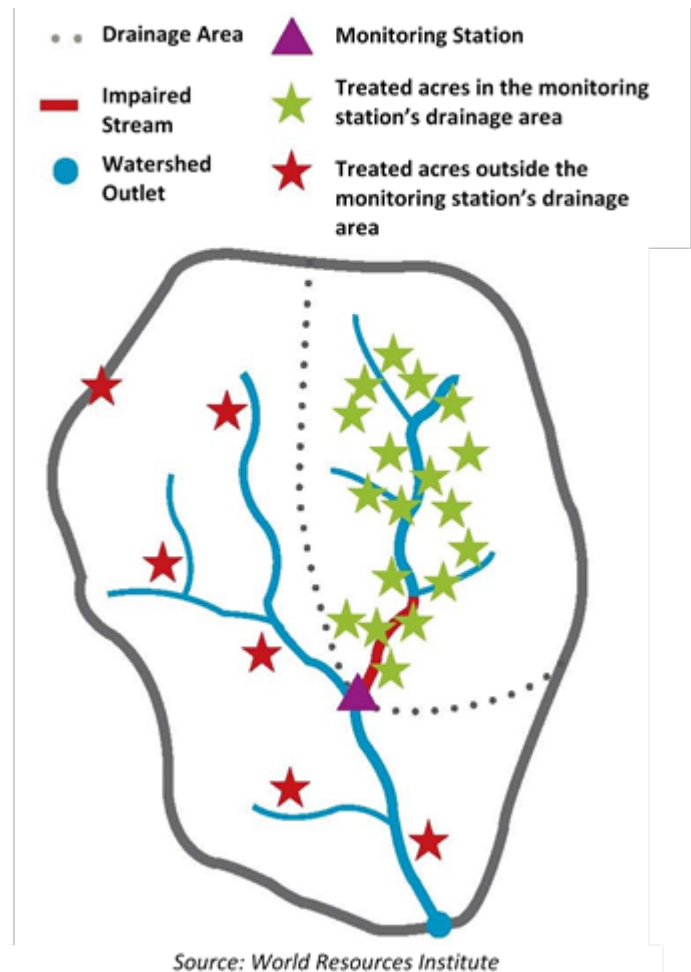 Drainage Area
Monitoring Station
Impaired
Stream
Treated acres in the monitoring
station's drainage area
Watershed
Outlet
Treated acres outside the
monitoring station's drainage
area
Source: World Resources Institute